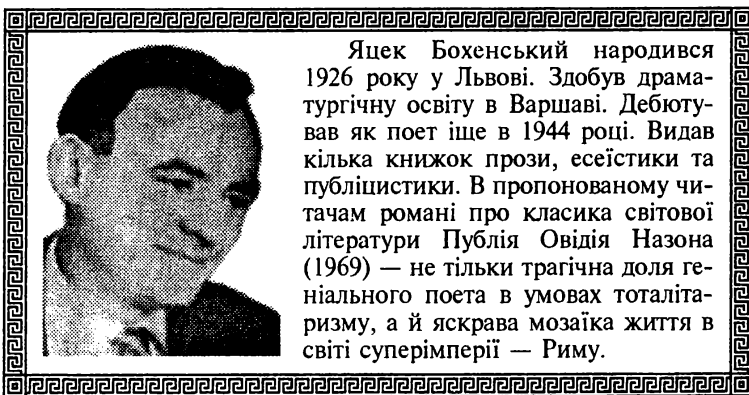 Яцек Бохенський народився
1926 року у Львові. Здобув драма-
тургічну освіту в Варшаві. Дебюту-
вав як поет іще в 1944 році. Видав
кілька книжок прози, есеїстики та
публіцистики. В пропонованому чи-
тачам романі про класика світової
літератури Публія Овідія Назона
(1969) — не тільки трагічна доля ге-
ніального поета в умовах тоталіта-
ризму, а й яскрава мозаїка життя в
світі суперімперії — Риму.